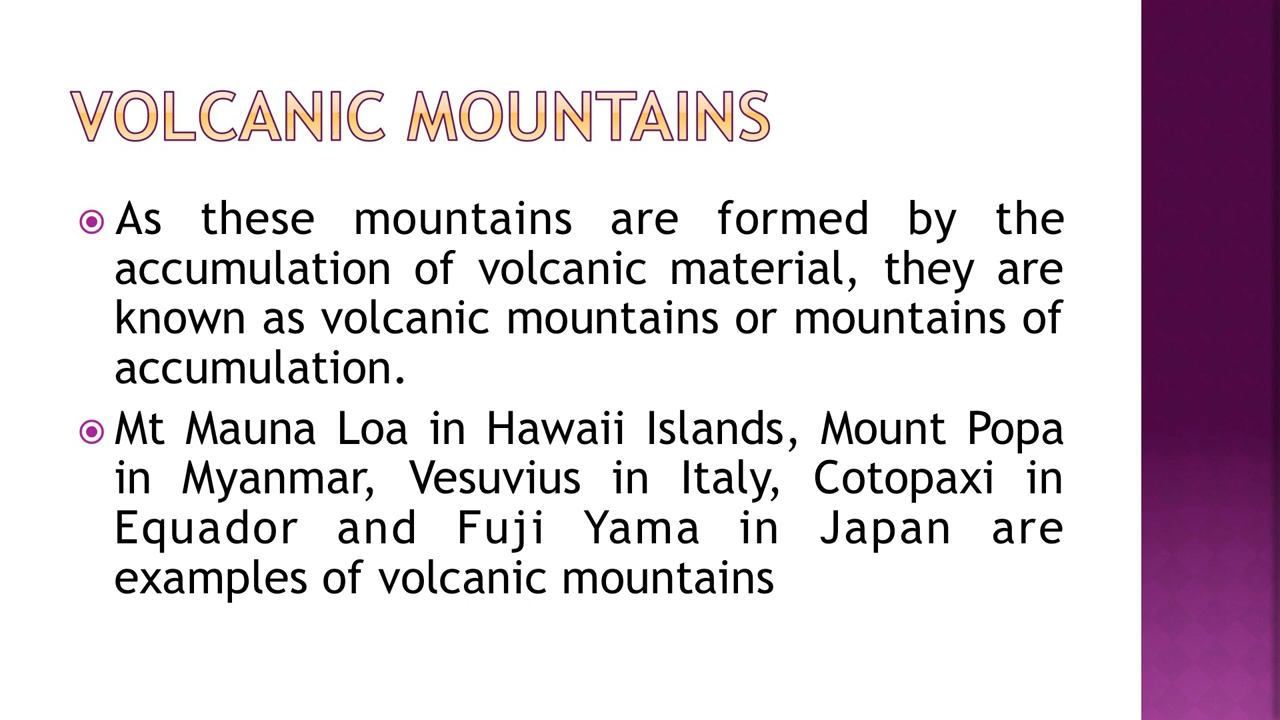 VOLCANIC MOUNTAINS
As these mountains are formed by the
accumulation of volcanic material, they are
known as volcanic mountains or mountains of
accumulation.
Mt Mauna Loa in Hawaii Islands, Mount Popa
in Myanmar, Vesuvius in Italy, Cotopaxi in
Equador and Fuji Yama in Japan are
examples of volcanic mountains